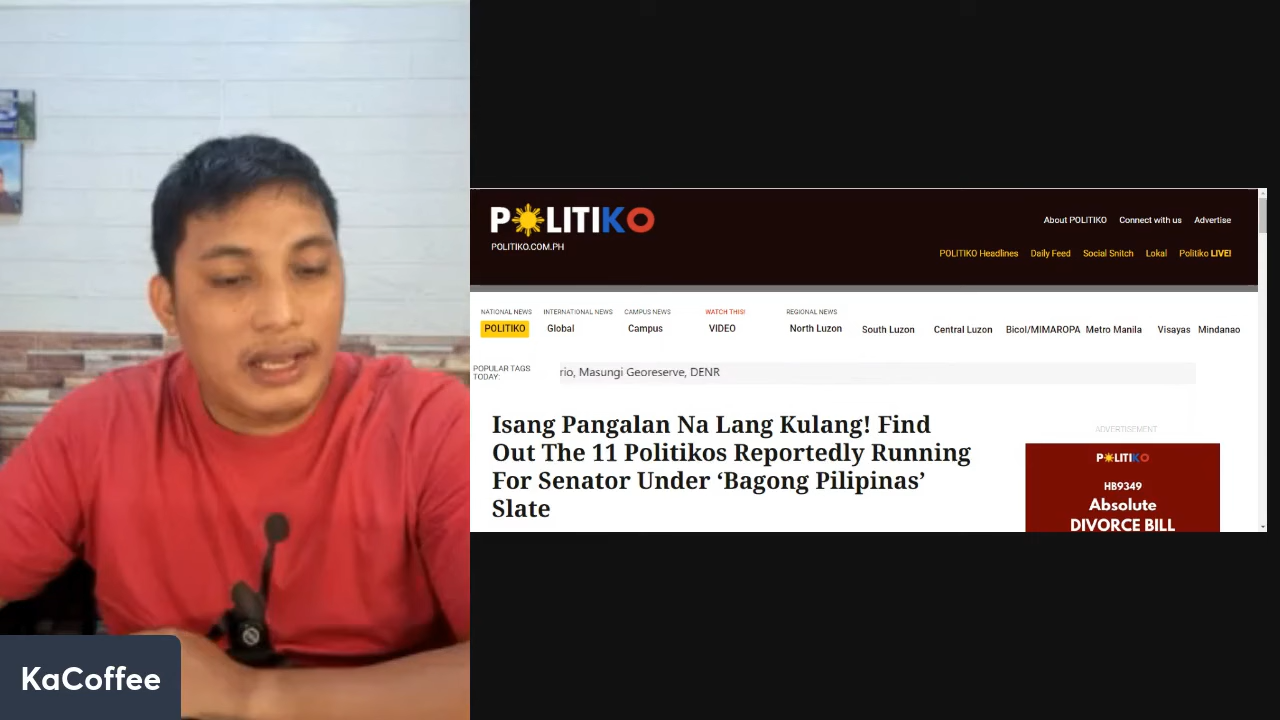 KaCoffee
POLITIKO
POLITIKO.COM.PH
About POLITIKO Connect with us Advertise
POLITIKO Headlines Daily Feed Social Snitch Lokal Politiko LIVE!
NATIONAL NEWS INTERNATIONAL NEWS CAMPUS NEWS WATCH THIS! REGIONAL NEWS
POLITIKO Global Campus VIDEO North Luzon South Luzon Central Luzon Bicol/MIMAROPA Metro Manila Visayas Mindanao
POPULAR TAGS
TODAY:
rio, Masungi Georeserve, DENR
Isang Pangalan Na Lang Kulang! Find
Out The 11 Politikos Reportedly Running
For Senator Under ‘Bagong Pilipinas’
Slate
ADVERTISEMENT
POLITIKO
HB9349
Absolute
DIVORCE BILL